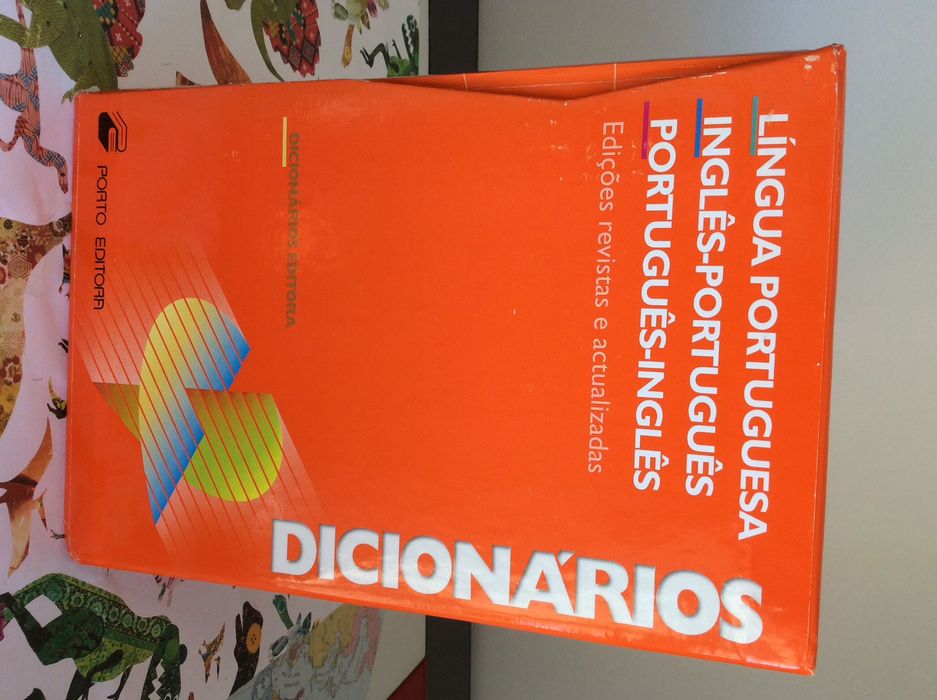 LÍNGUA PORTUGUESA
INGLÊS-PORTUGUÊS
PORTUGUÊS-INGLÊS
Edições revistas e actualizadas
DICIONÁRIOS EDITORA
PORTO EDITORA
DICIONÁRIOS